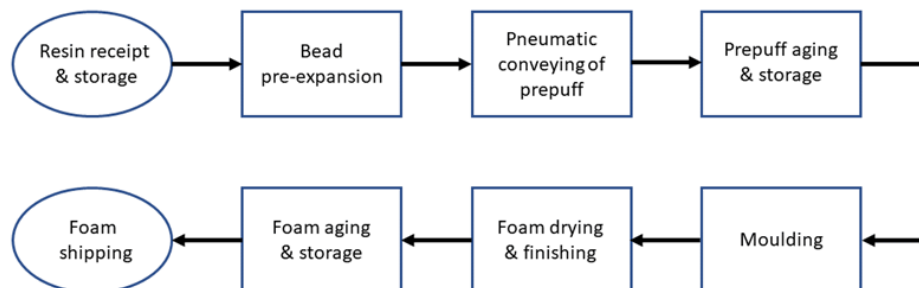 Resin receipt
& storage
Bead
pre-expansion
Pneumatic
conveying of
prepuff
Prepuff aging
& storage
Moulding
Foam drying
& finishing
Foam aging
& storage
Foam
shipping